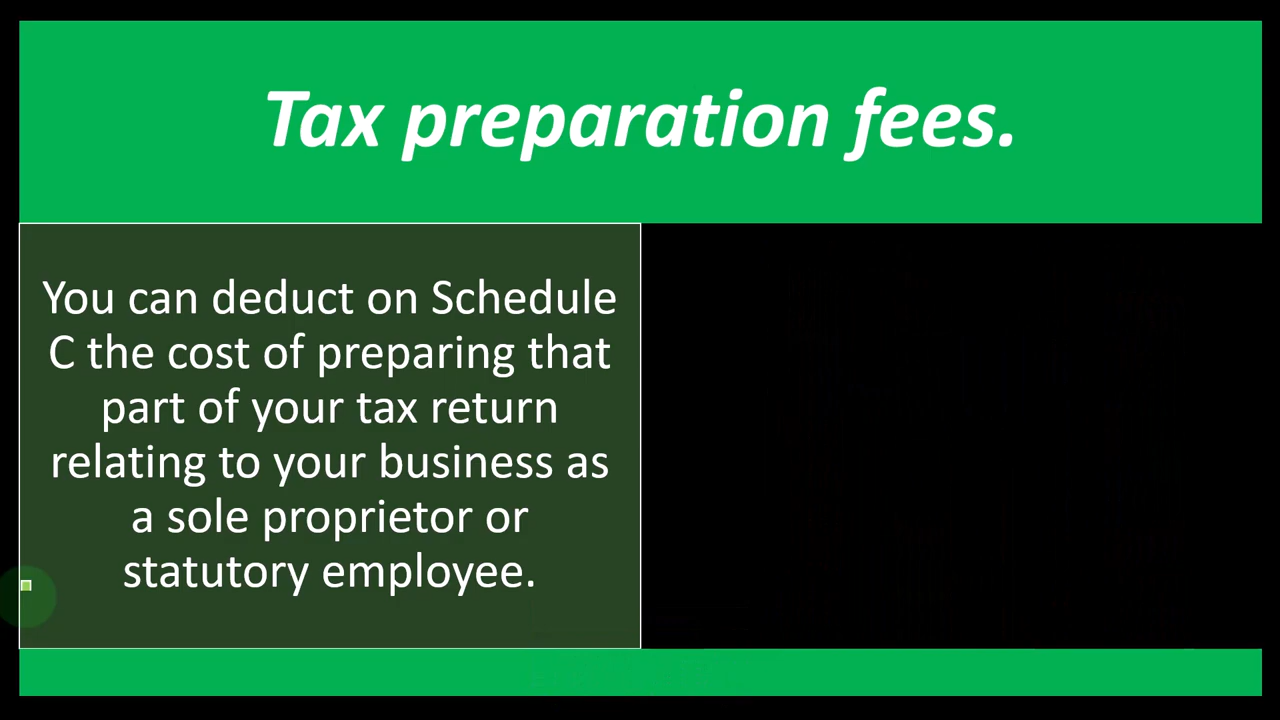 Tax preparation fees.
You can deduct on Schedule
C the cost of preparing that
part of your tax return
relating to your business as
a sole proprietor or
statutory employee.